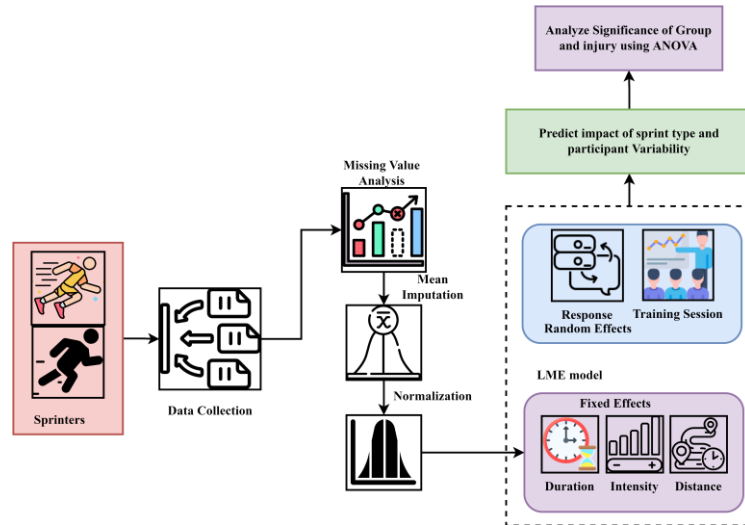 Analyze Significance of Group
and injury using ANOVA
Predict impact of sprint type and
participant Variability
Missing Value
Analysis
Mean
Imputation
x̄
Normalization
Sprinters
Data Collection
Response
Random Effects
Training Session
LME model
Fixed Effects
Duration
Intensity
Distance